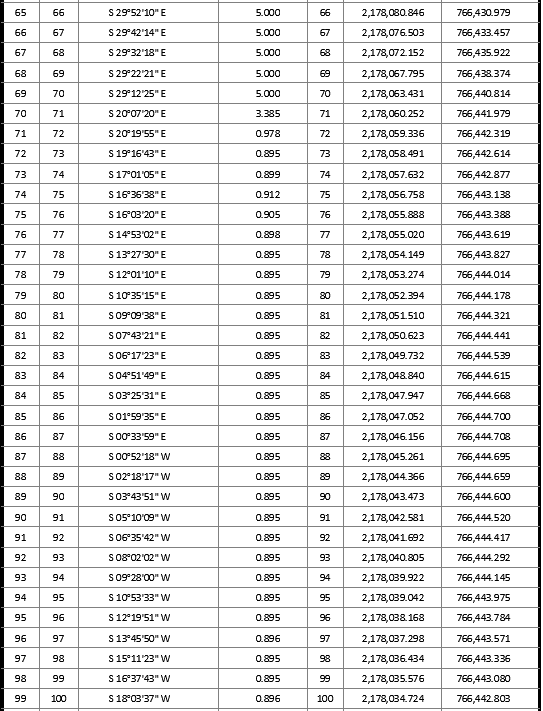 65 66 S 29°52'10" E 5.000 66 2,178,080.846 766,430.979
66 67 S 29°42'14" E 5.000 67 2,178,076.503 766,433.457
67 68 S 29°32'18" E 5.000 68 2,178,072.152 766,435.922
68 69 S 29°22'21" E 5.000 69 2,178,067.795 766,438.374
69 70 S 29°12'25" E 5.000 70 2,178,063.431 766,440.814
70 71 S 20°07'20" E 3.385 71 2,178,060.252 766,441.979
71 72 S 20°19'55" E 0.978 72 2,178,059.336 766,442.319
72 73 S 19°16'43" E 0.895 73 2,178,058.491 766,442.614
73 74 S 17°01'05" E 0.899 74 2,178,057.632 766,442.877
74 75 S 16°36'38" E 0.912 75 2,178,056.758 766,443.138
75 76 S 16°03'20" E 0.905 76 2,178,055.888 766,443.388
76 77 S 14°53'02" E 0.898 77 2,178,055.020 766,443.619
77 78 S 13°27'30" E 0.895 78 2,178,054.149 766,443.827
78 79 S 12°01'10" E 0.895 79 2,178,053.274 766,444.014
79 80 S 10°35'15" E 0.895 80 2,178,052.394 766,444.178
80 81 S 09°09'38" E 0.895 81 2,178,051.510 766,444.321
81 82 S 07°43'21" E 0.895 82 2,178,050.623 766,444.441
82 83 S 06°17'23" E 0.895 83 2,178,049.732 766,444.539
83 84 S 04°51'49" E 0.895 84 2,178,048.840 766,444.615
84 85 S 03°25'31" E 0.895 85 2,178,047.947 766,444.668
85 86 S 01°59'35" E 0.895 86 2,178,047.052 766,444.700
86 87 S 00°33'59" E 0.895 87 2,178,046.156 766,444.708
87 88 S 00°52'18" W 0.895 88 2,178,045.261 766,444.695
88 89 S 02°18'17" W 0.895 89 2,178,044.366 766,444.659
89 90 S 03°43'51" W 0.895 90 2,178,043.473 766,444.600
90 91 S 05°10'09" W 0.895 91 2,178,042.581 766,444.520
91 92 S 06°35'42" W 0.895 92 2,178,041.692 766,444.417
92 93 S 08°02'02" W 0.895 93 2,178,040.805 766,444.292
93 94 S 09°28'00" W 0.895 94 2,178,039.922 766,444.145
94 95 S 10°53'33" W 0.895 95 2,178,039.042 766,443.975
95 96 S 12°19'51" W 0.895 96 2,178,038.168 766,443.784
96 97 S 13°45'50" W 0.896 97 2,178,037.298 766,443.571
97 98 S 15°11'23" W 0.895 98 2,178,036.434 766,443.336
98 99 S 16°37'43" W 0.895 99 2,178,035.576 766,443.080
99 100 S 18°03'37" W 0.896 100 2,178,034.724 766,442.803